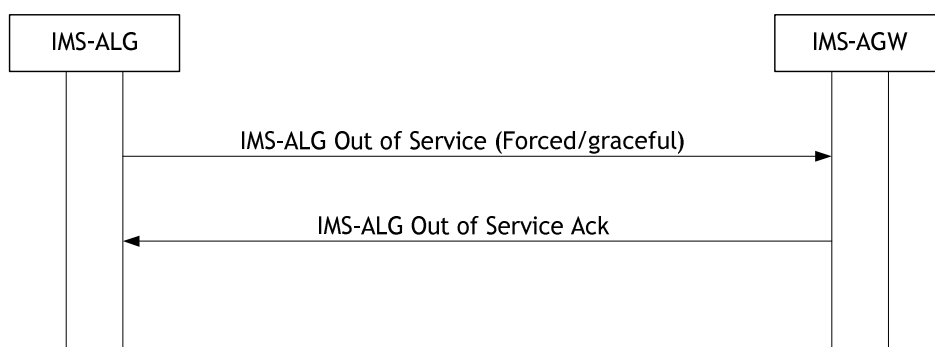 IMS-ALG
IMS-AGW
IMS-ALG Out of Service (Forced/graceful)
IMS-ALG Out of Service Ack